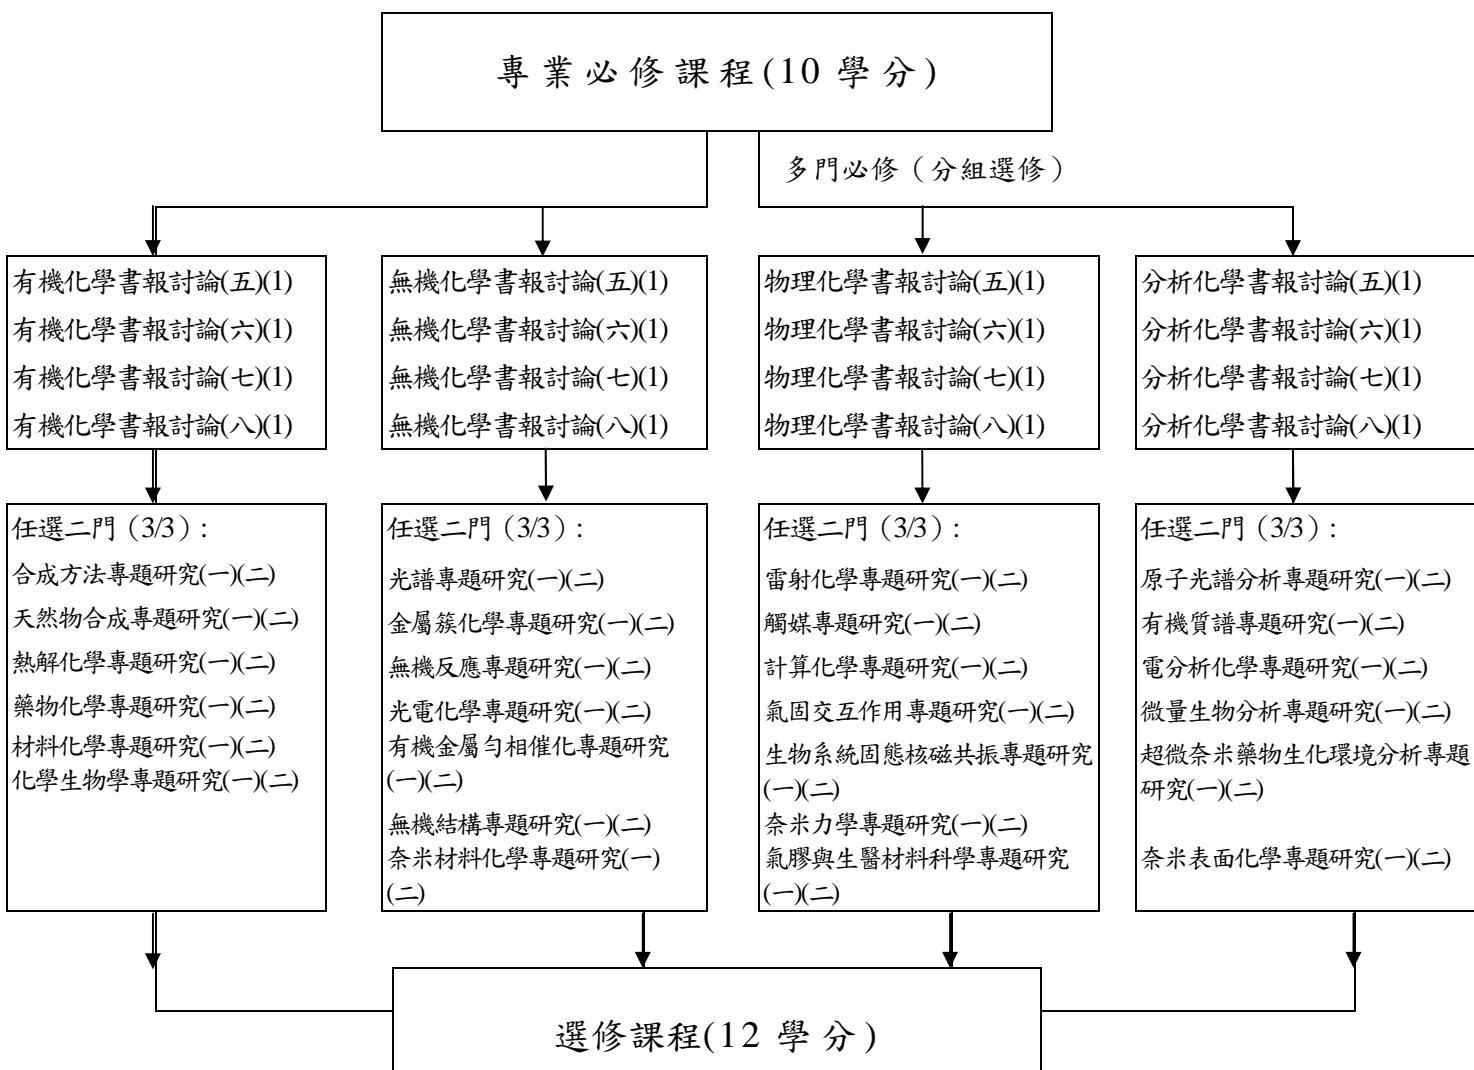 專業必修課程(10 學分)
多門必修（分組選修）
有機化學書報討論(五)(1)
有機化學書報討論(六)(1)
有機化學書報討論(七)(1)
有機化學書報討論(八)(1)
無機化學書報討論(五)(1)
無機化學書報討論(六)(1)
無機化學書報討論(七)(1)
無機化學書報討論(八)(1)
物理化學書報討論(五)(1)
物理化學書報討論(六)(1)
物理化學書報討論(七)(1)
物理化學書報討論(八)(1)
分析化學書報討論(五)(1)
分析化學書報討論(六)(1)
分析化學書報討論(七)(1)
分析化學書報討論(八)(1)
任選二門（3/3）:
合成方法專題研究(一)(二)
天然物合成專題研究(一)(二)
熱解化學專題研究(一)(二)
藥物化學專題研究(一)(二)
材料化學專題研究(一)(二)
化學生物學專題研究(一)(二)
任選二門（3/3）:
光譜專題研究(一)(二)
金屬簇化學專題研究(一)(二)
無機反應專題研究(一)(二)
光電化學專題研究(一)(二)
有機金屬勻相催化專題研究
(一)(二)
無機結構專題研究(一)(二)
奈米材料化學專題研究(一)
(二)
任選二門（3/3）:
雷射化學專題研究(一)(二)
觸媒專題研究(一)(二)
計算化學專題研究(一)(二)
氣固交互作用專題研究(一)(二)
生物系統固態核磁共振專題研究
(一)(二)
奈米力學專題研究(一)(二)
氣膠與生醫材料科學專題研究
(一)(二)
任選二門（3/3）:
原子光譜分析專題研究(一)(二)
有機質譜專題研究(一)(二)
電分析化學專題研究(一)(二)
微量生物分析專題研究(一)(二)
超微奈米藥物生化環境分析專題
研究(一)(二)
奈米表面化學專題研究(一)(二)
選修課程(12 學分)